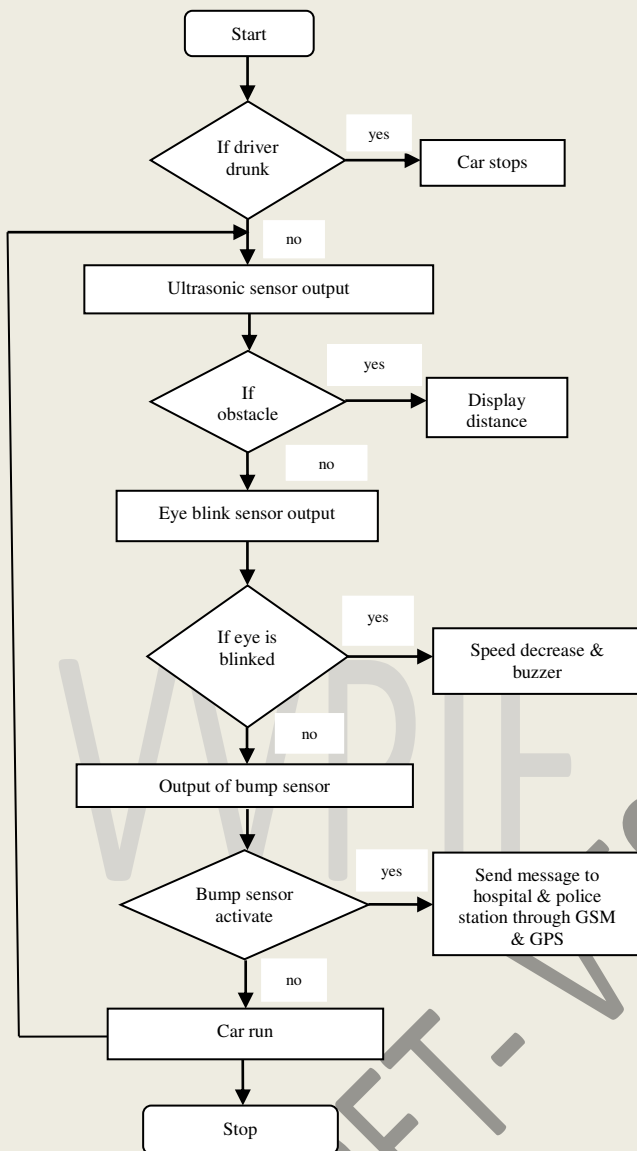 Start
If driver
drunk
yes
Car stops
no
Ultrasonic sensor output
If
obstacle
yes
Display
distance
no
Eye blink sensor output
If eye is
blinked
yes
Speed decrease &
buzzer
no
Output of bump sensor
Bump sensor
activate
yes
Send message to
hospital & police
station through GSM
& GPS
no
Car run
Stop